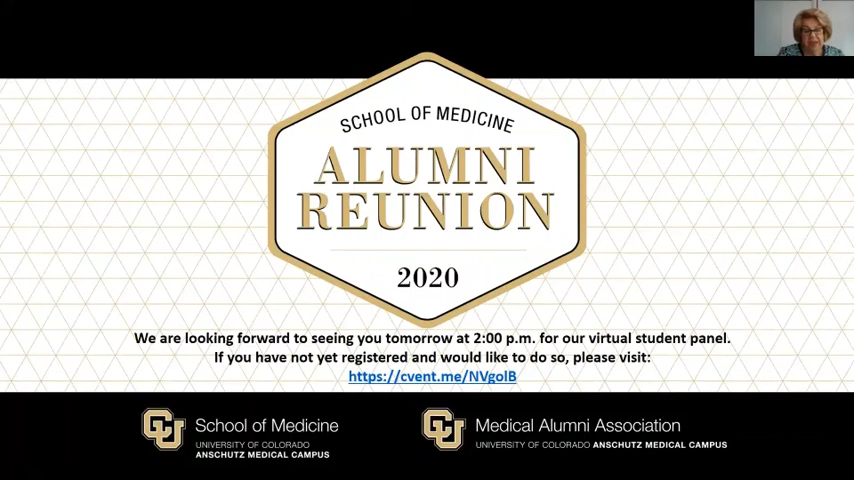 SCHOOL OF MEDICINE
ALUMNI
REUNION
2020
We are looking forward to seeing you tomorrow at 2:00 p.m. for our virtual student panel.
If you have not yet registered and would like to do so, please visit:
https://cvent.me/NVgolB
CU School of Medicine
UNIVERSITY OF COLORADO
ANSCHUTZ MEDICAL CAMPUS
CU Medical Alumni Association
UNIVERSITY OF COLORADO ANSCHUTZ MEDICAL CAMPUS